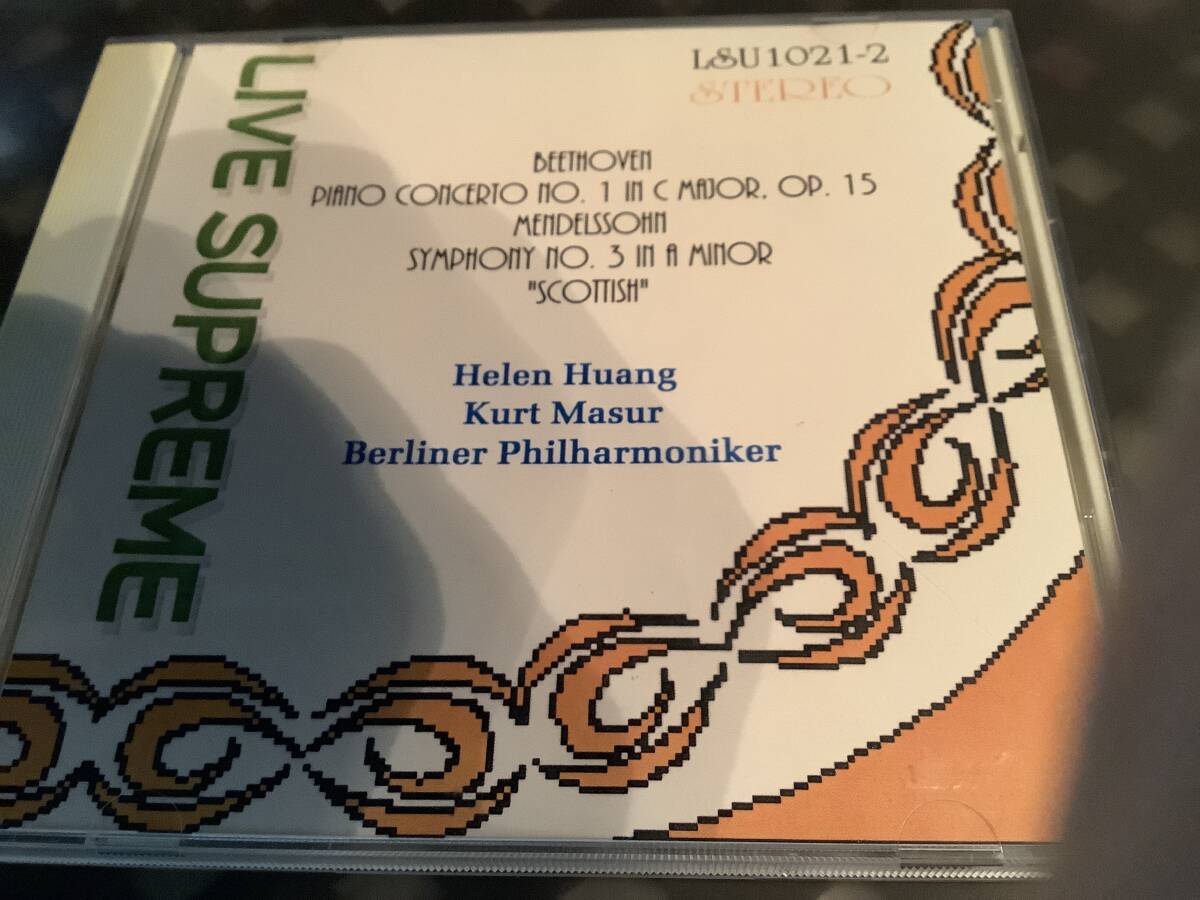 LIVE SUPREME
LSU1021-2
STEREO
BEETHOVEN
PIANO CONCERTO NO. 1 IN C MAJOR, OP. 15
MENDELSSOHN
SYMPHONY NO. 3 IN A MINOR
"SCOTTISH"
Helen Huang
Kurt Masur
Berliner Philharmoniker